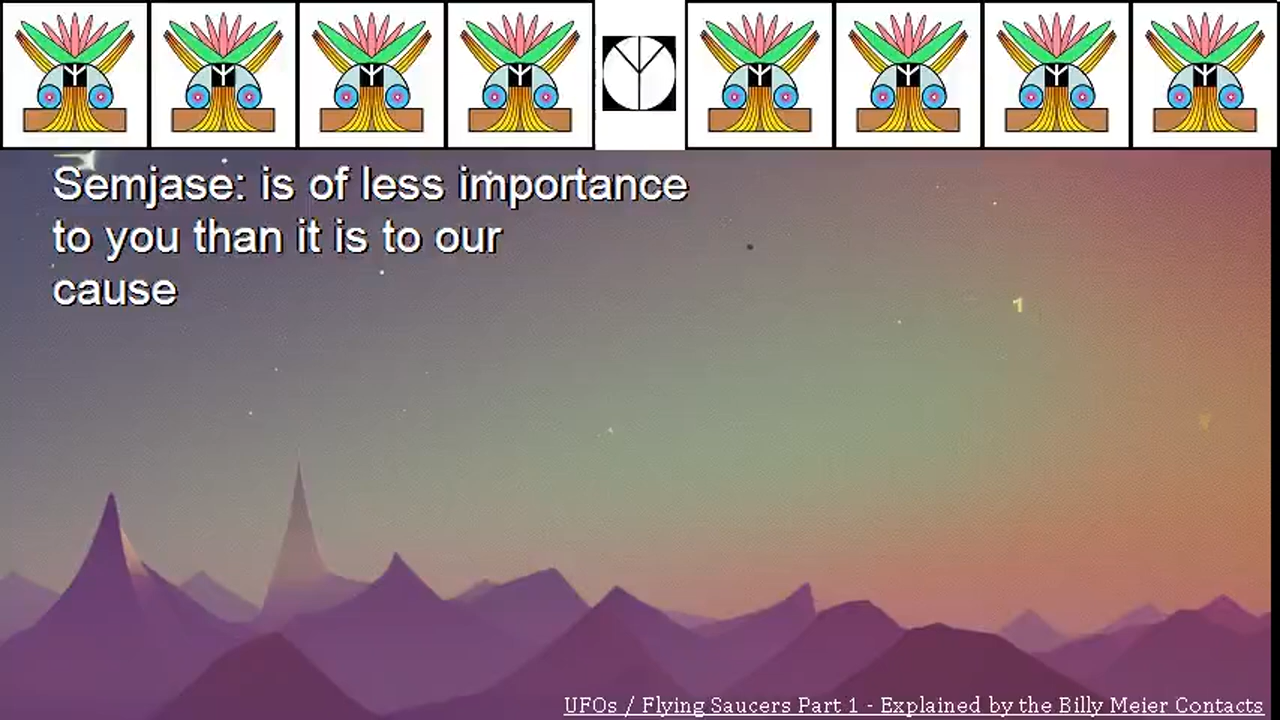 Semjase: is of less importance
to you than it is to our
cause
UFOs / Flying Saucers Part 1 - Explained by the Billy Meier Contacts